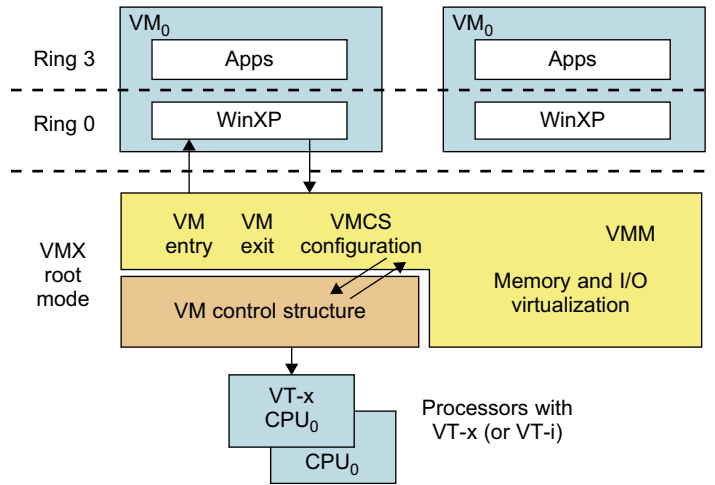 VM0
VM0
Ring 3
Apps
Apps
Ring 0
WinXP
WinXP
VMX
root
mode
VM
entry
VM
exit
VMCS
configuration
VMM
Memory and I/O
virtualization
VM control structure
VT-x
CPU0
CPU0
Processors with
VT-x (or VT-i)